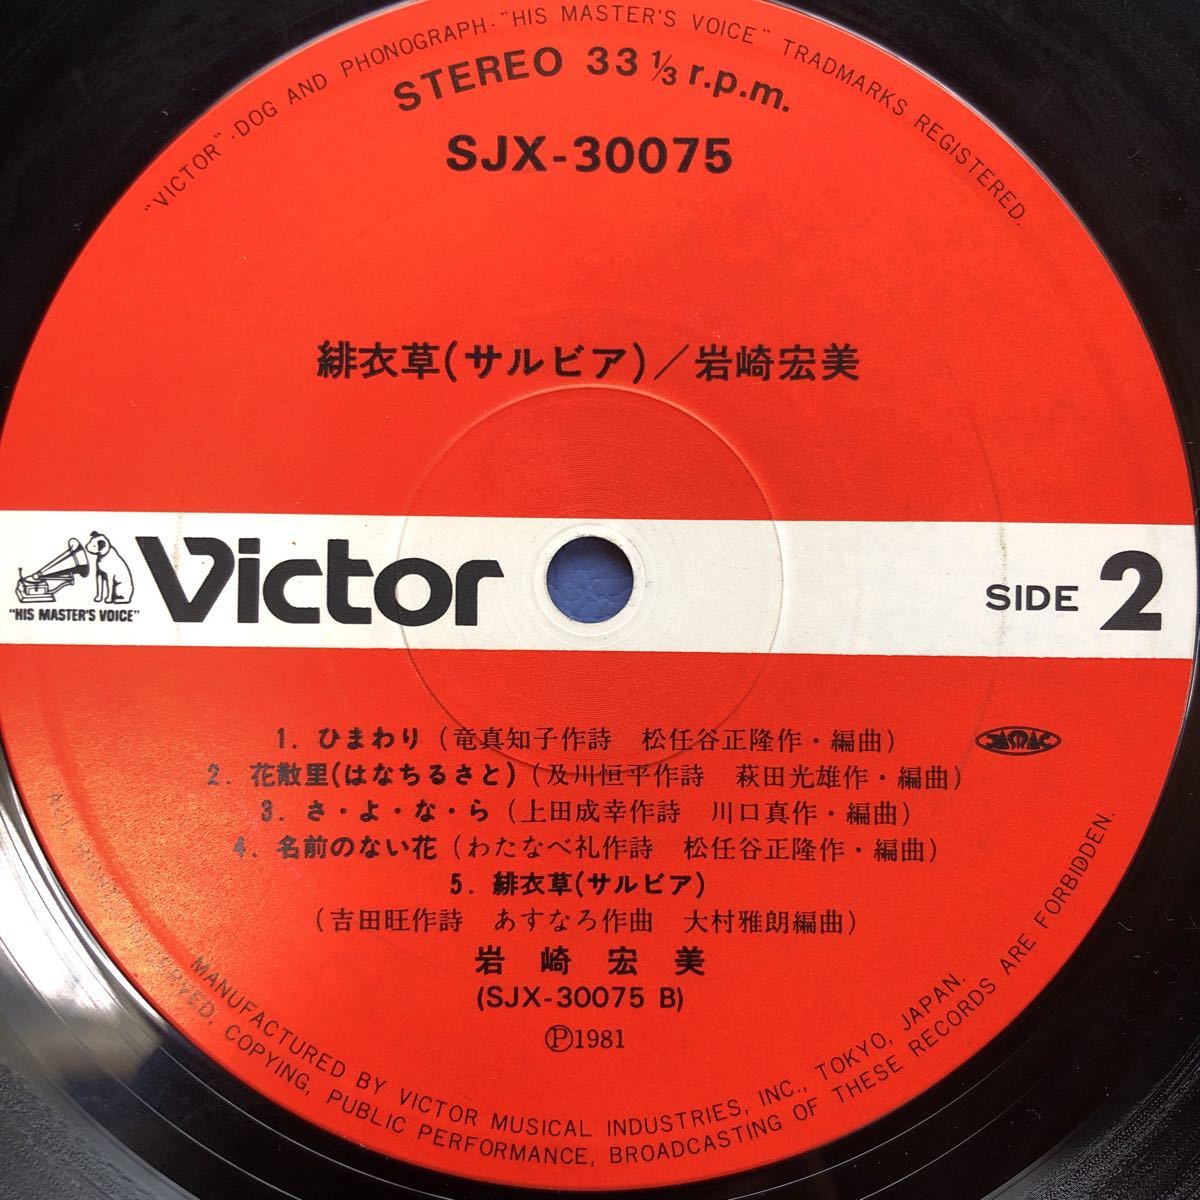 "VICTOR"-DOG AND PHONOGRAPH-"HIS MASTER'S VOICE" TRADMARKS REGISTERED.
STEREO 33 1/3 r.p.m.
SJX-30075
緋衣草(サルビア)／岩崎宏美
"HIS MASTER'S VOICE"
Victor
SIDE 2
1. ひまわり (竜真知子作詩 松任谷正隆作・編曲)
JASRAC
2. 花散里(はなちるさと) (及川恒平作詩 萩田光雄作・編曲)
3. さ・よ・な・ら (上田成幸作詩 川口真作・編曲)
4. 名前のない花 (わたなべ礼作詩 松任谷正隆作・編曲)
5. 緋衣草(サルビア)
(吉田旺作詩 あすなろ作曲 大村雅朗編曲)
岩崎宏美
(SJX-30075 B)
Ⓟ1981
MANUFACTURED BY VICTOR MUSICAL INDUSTRIES, INC., TOKYO, JAPAN.
COPYING, PUBLIC PERFORMANCE, BROADCASTING OF THESE RECORDS ARE FORBIDDEN.